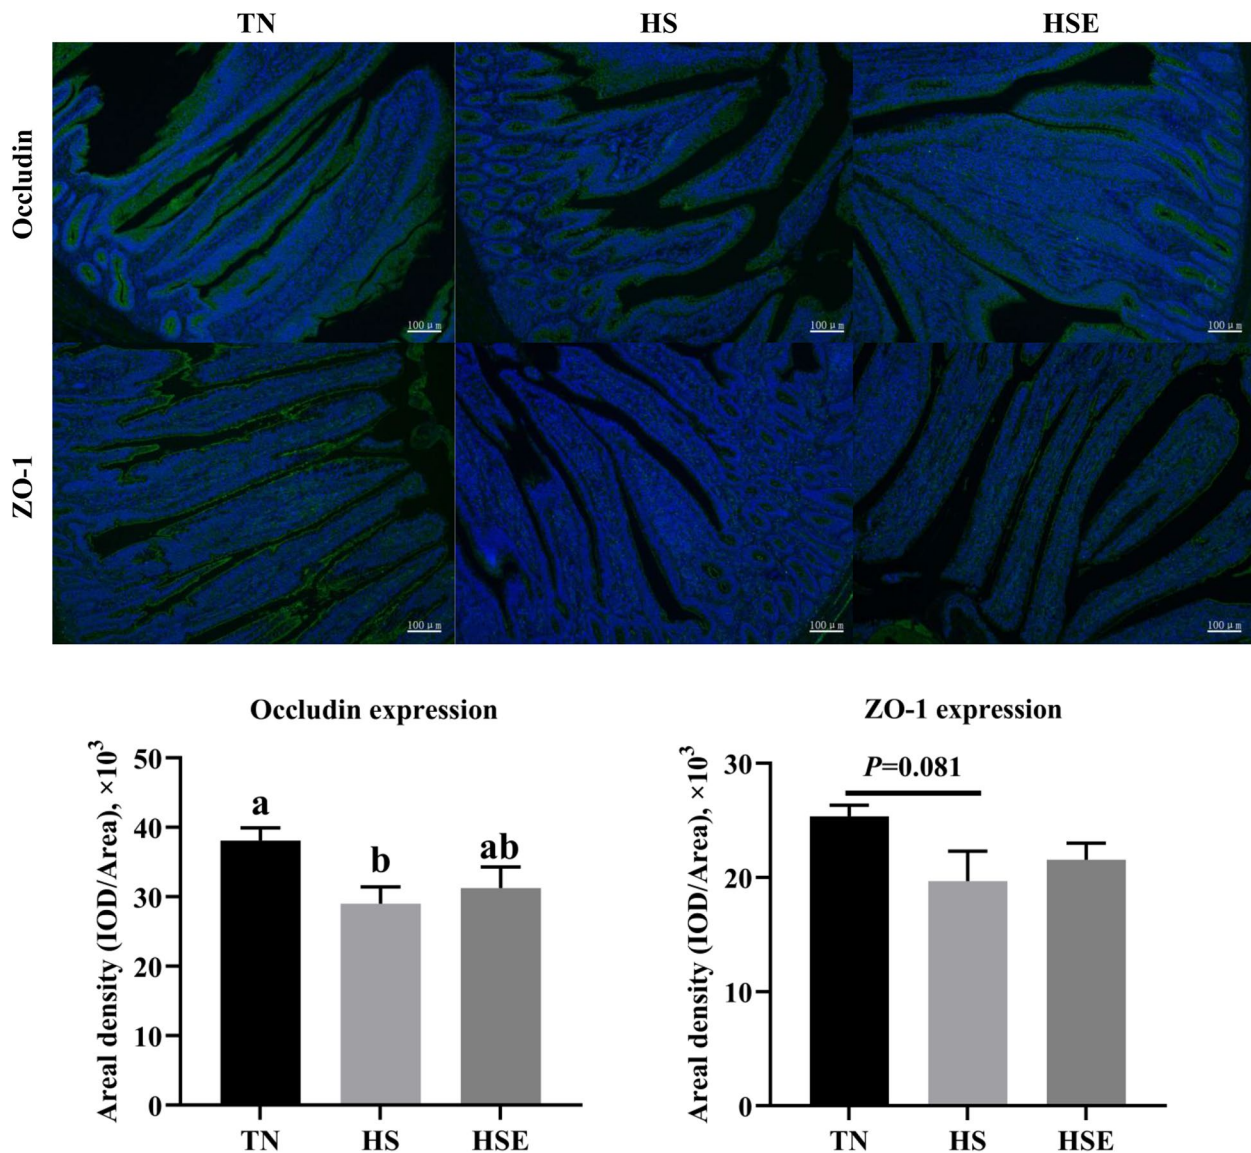 TN HS HSE
Occludin
100 μm 100 μm 100 μm
ZO-1
100 μm 100 μm 100 μm
Occludin expression
Areal density (IOD/Area), ×10³
50
40
30
20
10
0
a
b
ab
TN HS HSE
ZO-1 expression
Areal density (IOD/Area), ×10³
30
20
10
0
P=0.081
TN HS HSE